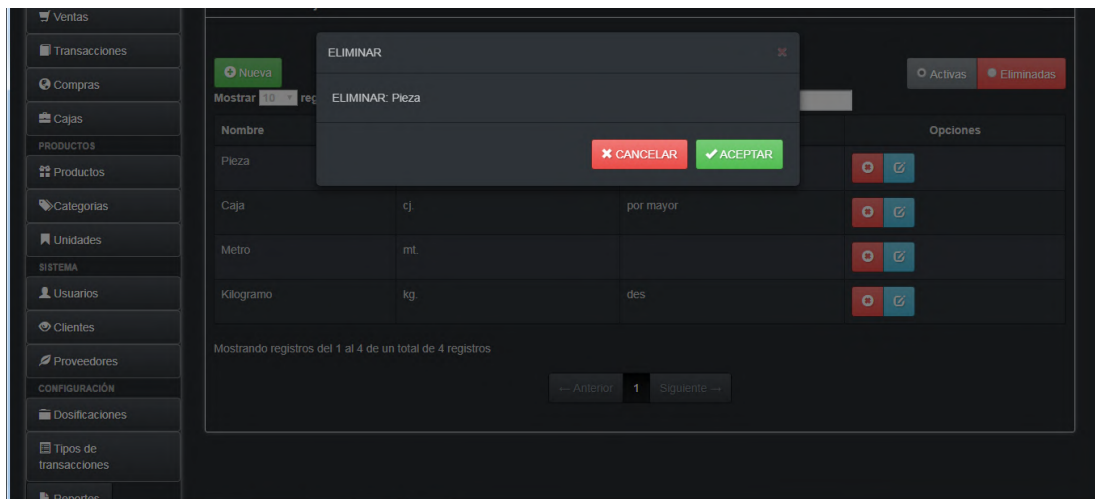 Ventas
Transacciones
Compras
Cajas
PRODUCTOS
Productos
Categorias
Unidades
SISTEMA
Usuarios
Clientes
Proveedores
CONFIGURACIÓN
Dosificaciones
Tipos de
transacciones
Reportes
ELIMINAR
ELIMINAR: Pieza
CANCELAR ACEPTAR
Nueva
Activas Eliminadas
Mostrar 10
Nombre Opciones
Pieza
Caja cj. por mayor
Metro mt.
Kilogramo kg. des
Mostrando registros del 1 al 4 de un total de 4 registros
← Anterior 1 Siguiente →